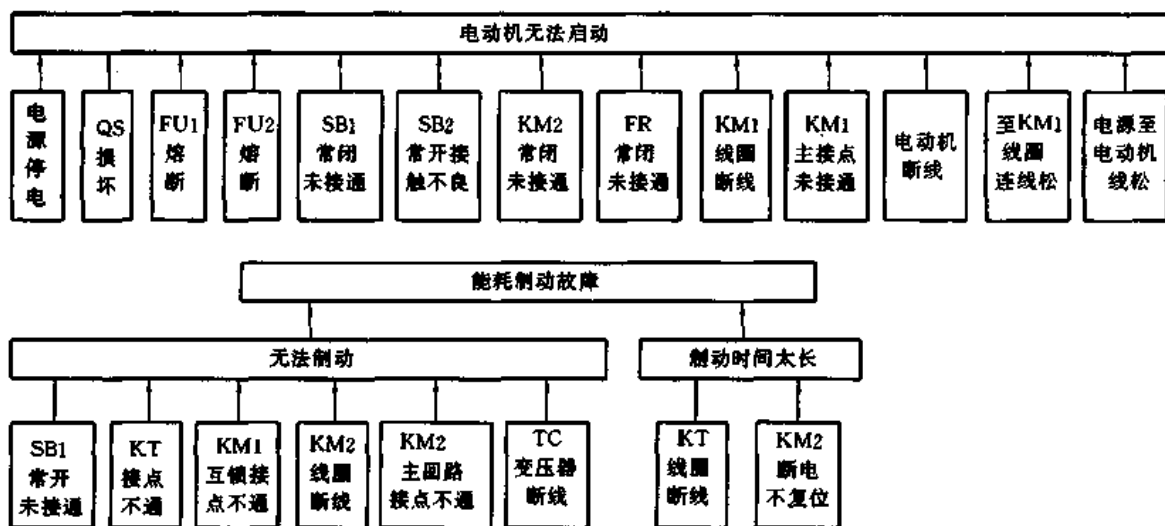 电动机无法启动
电
源
停
电
QS
损
坏
FU1
熔
断
FU2
熔
断
SB1
常闭
未接通
SB2
常开接
触不良
KM2
常闭
未接通
FR
常闭
未接通
KM1
线圈
断线
KM1
主接点
未接通
电动机
断线
至KM1
线圈
连线松
电源至
电动机
线松
能耗制动故障
无法制动
制动时间太长
SB1
常开
未接通
KT
接点
不通
KM1
互锁接
点不通
KM2
线圈
断线
KM2
主回路
接点不通
TC
变压器
断线
KT
线圈
断线
KM2
断电
不复位